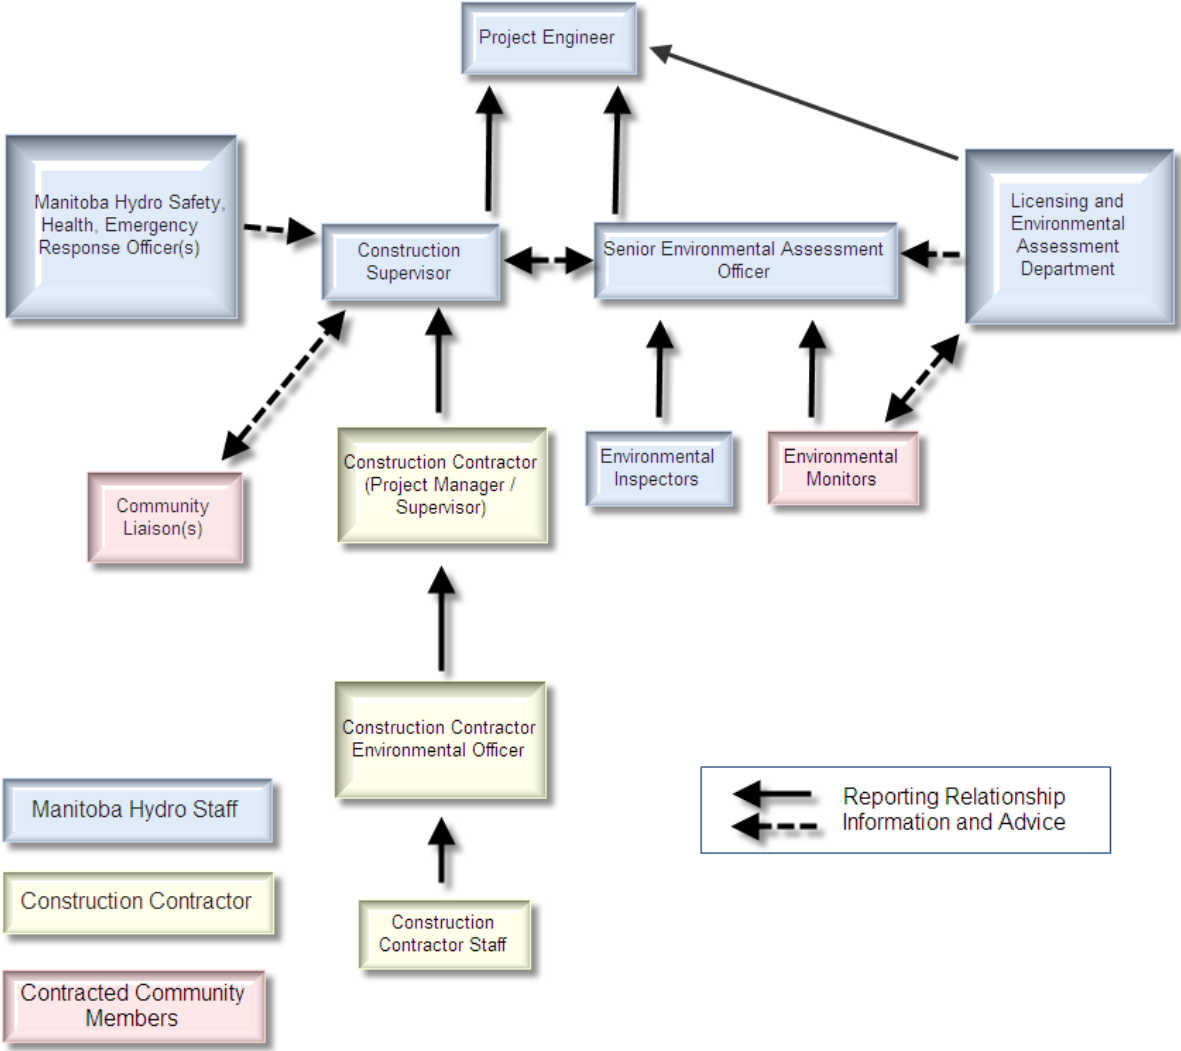 Project Engineer
Manitoba Hydro Safety,
Health, Emergency
Response Officer(s)
Construction
Supervisor
Senior Environmental Assessment
Officer
Licensing and
Environmental
Assessment
Department
Community
Liaison(s)
Construction Contractor
(Project Manager /
Supervisor)
Environmental
Inspectors
Environmental
Monitors
Construction Contractor
Environmental Officer
Construction
Contractor Staff
Manitoba Hydro Staff
Construction Contractor
Contracted Community
Members
Reporting Relationship
Information and Advice